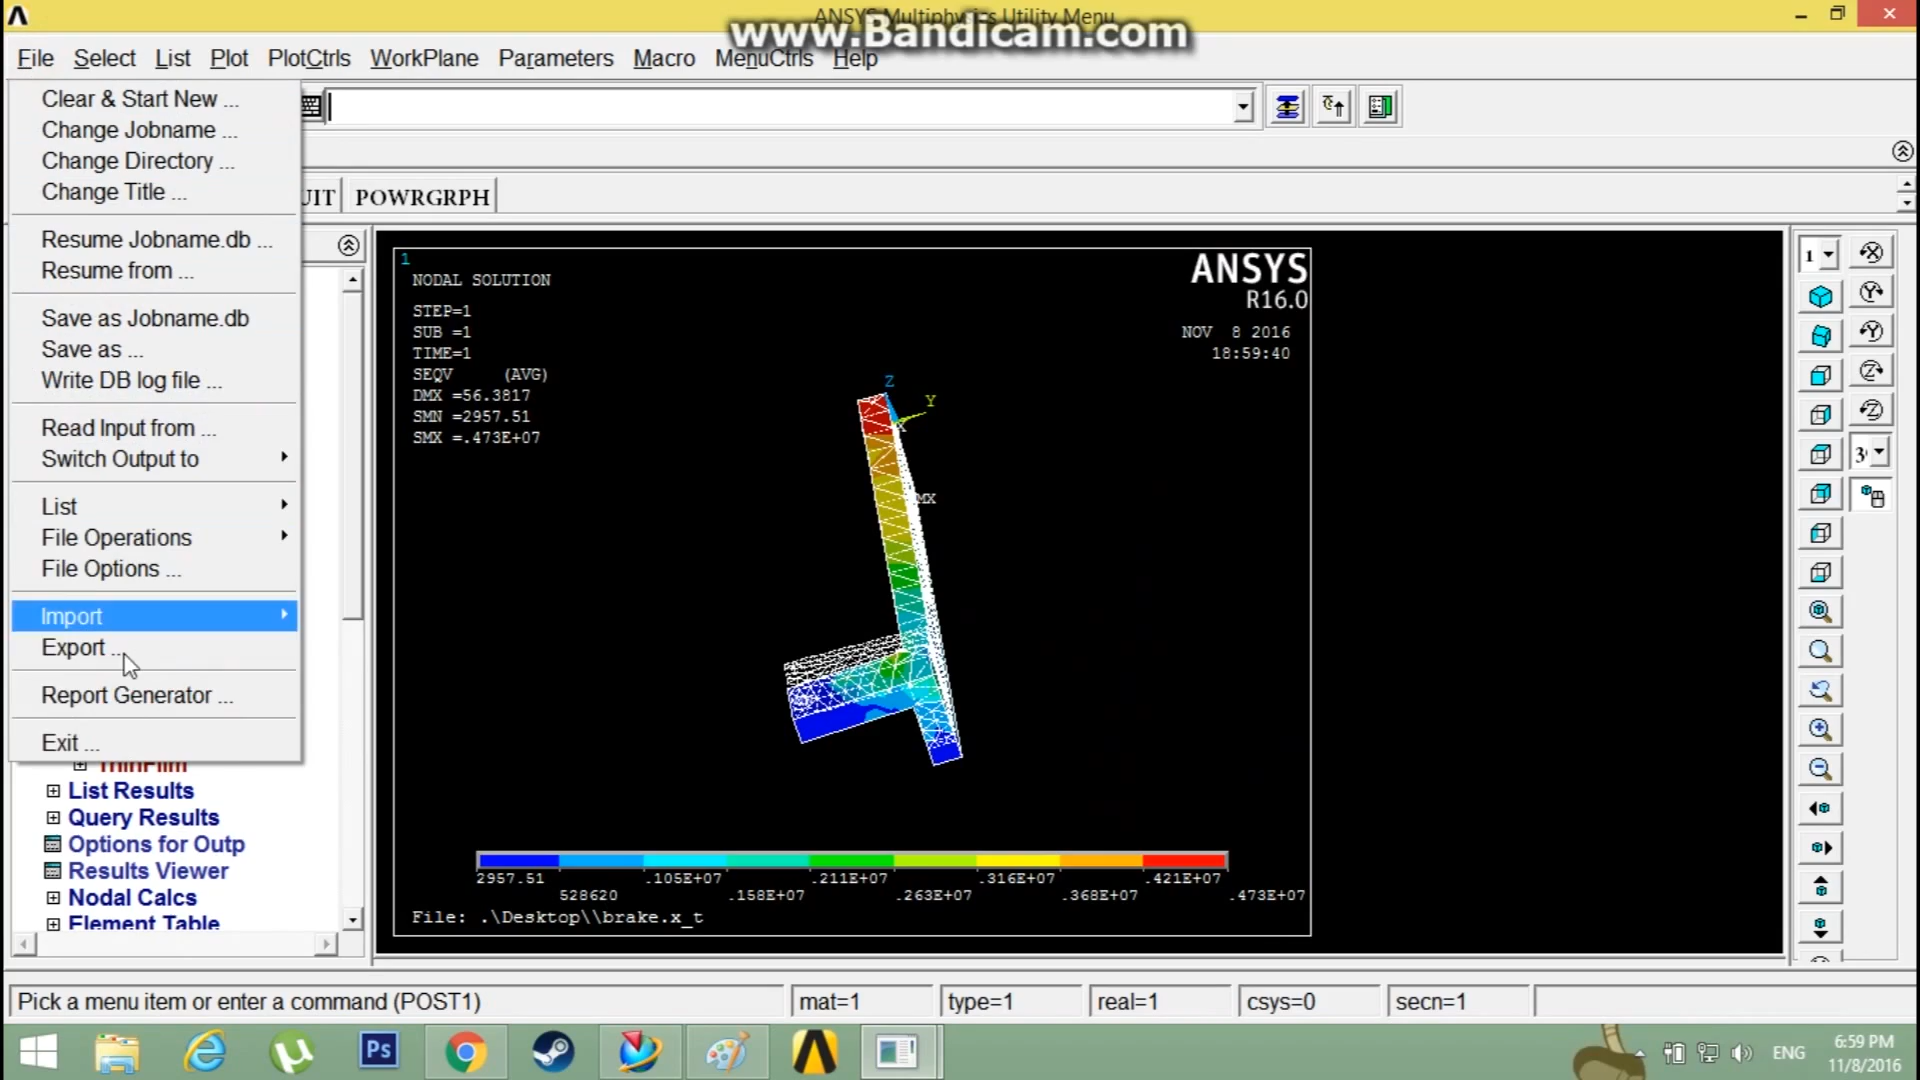 ANSYS Multiphysics Utility Menu
www.Bandicam.com
File Select List Plot PlotCtrls WorkPlane Parameters Macro MenuCtrls Help
Clear & Start New ...
Change Jobname ...
Change Directory ...
Change Title ...
Resume Jobname.db ...
Resume from ...
Save as Jobname.db
Save as ...
Write DB log file ...
Read Input from ...
Switch Output to
List
File Operations
File Options ...
Import
Export ...
Report Generator ...
Exit ...
UIT POWRGRPH
ThinFilm
List Results
Query Results
Options for Outp
Results Viewer
Nodal Calcs
Element Table
1
NODAL SOLUTION
STEP=1
SUB =1
TIME=1
SEQV (AVG)
DMX =56.3817
SMN =2957.51
SMX =.473E+07
ANSYS
R16.0
NOV 8 2016
18:59:40
Z
Y
X
MX
2957.51 .105E+07 .211E+07 .316E+07 .421E+07
528620 .158E+07 .263E+07 .368E+07 .473E+07
File: .\Desktop\\brake.x_t
1
X
Y
Y
Z
Z
3
Pick a menu item or enter a command (POST1)
mat=1
type=1
real=1
csys=0
secn=1
Ps
ENG
6:59 PM
11/8/2016